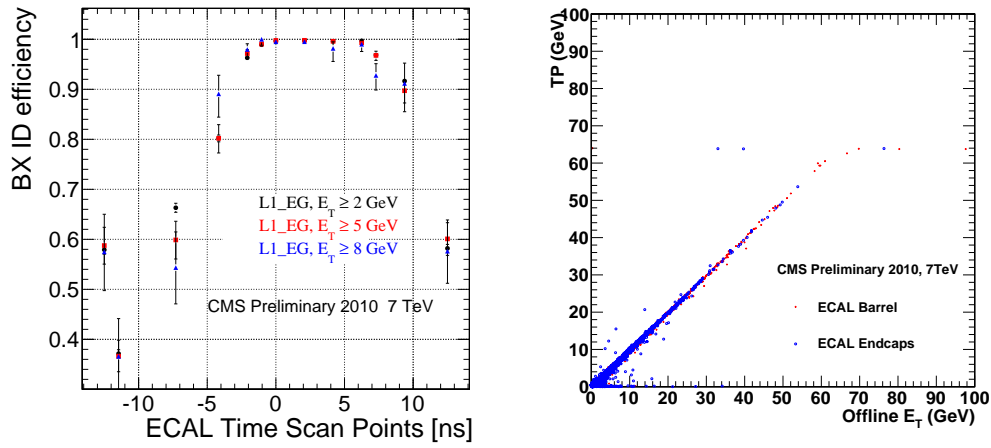 BX ID efficiency
1
0.9
0.8
0.7
0.6
0.5
0.4
L1_EG, E_T ≥ 2 GeV
L1_EG, E_T ≥ 5 GeV
L1_EG, E_T ≥ 8 GeV
CMS Preliminary 2010 7 TeV
-10 -5 0 5 10
ECAL Time Scan Points [ns]
TP (GeV)
100
90
80
70
60
50
40
30
20
10
0
CMS Preliminary 2010, 7TeV
ECAL Barrel
ECAL Endcaps
0 10 20 30 40 50 60 70 80 90 100
Offline E_T (GeV)